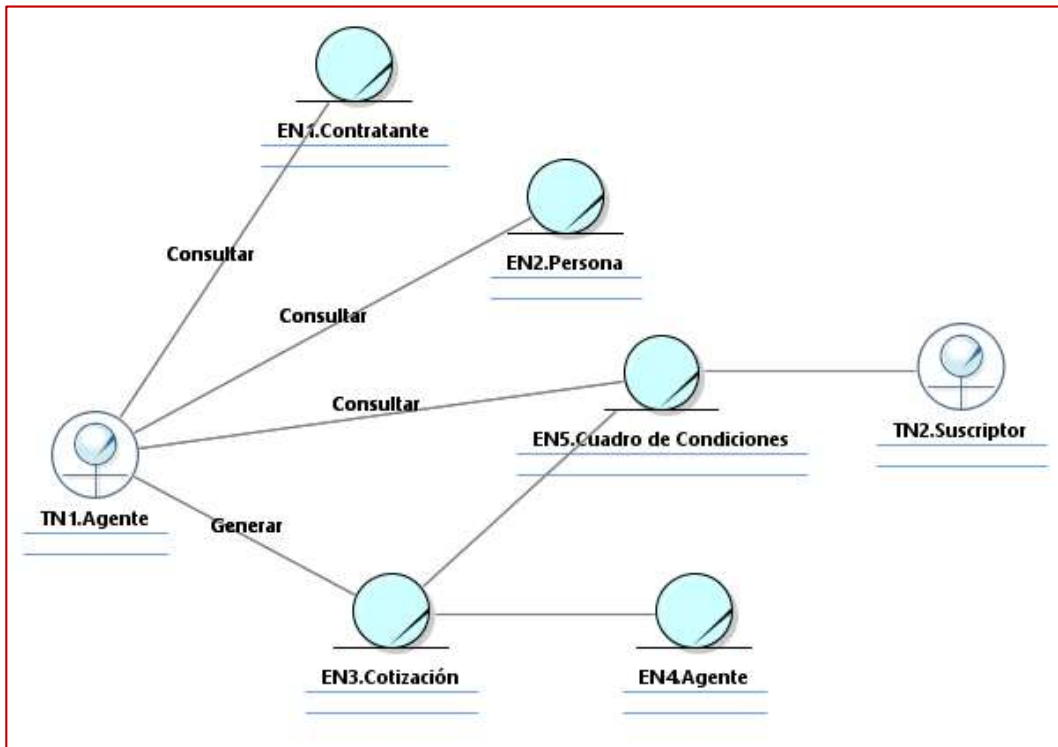 EN1.Contratante
Consultar
EN2.Persona
Consultar
Consultar
EN5.Cuadro de Condiciones
TN2.Suscriptor
TN1.Agente
Generar
EN3.Cotización
EN4.Agente